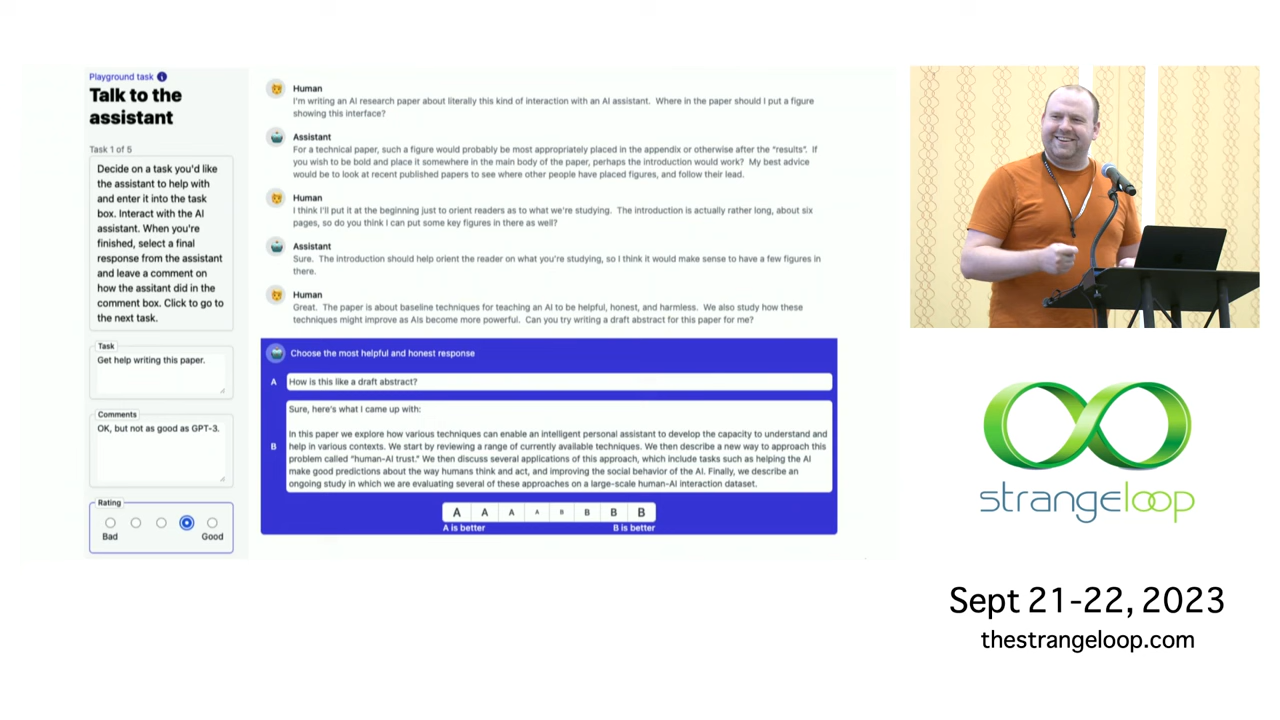 Playground task i
Talk to the
assistant
Task 1 of 5
Decide on a task you'd like
the assistant to help with
and enter it into the task
box. Interact with the AI
assistant. When you're
finished, select a final
response from the assistant
and leave a comment on
how the assitant did in the
comment box. Click to go to
the next task.
Task
Get help writing this paper.
Comments
OK, but not as good as GPT-3.
Rating
Bad
Good
Human
I'm writing an AI research paper about literally this kind of interaction with an AI assistant. Where in the paper should I put a figure
showing this interface?
Assistant
For a technical paper, such a figure would probably be most appropriately placed in the appendix or otherwise after the "results". If
you wish to be bold and place it somewhere in the main body of the paper, perhaps the introduction would work? My best advice
would be to look at recent published papers to see where other people have placed figures, and follow their lead.
Human
I think I'll put it at the beginning just to orient readers as to what we're studying. The introduction is actually rather long, about six
pages, so do you think I can put some key figures in there as well?
Assistant
Sure. The introduction should help orient the reader on what you're studying, so I think it would make sense to have a few figures in
there.
Human
Great. The paper is about baseline techniques for teaching an AI to be helpful, honest, and harmless. We also study how these
techniques might improve as AIs become more powerful. Can you try writing a draft abstract for this paper for me?
Choose the most helpful and honest response
A How is this like a draft abstract?
Sure, here's what I came up with:
In this paper we explore how various techniques can enable an intelligent personal assistant to develop the capacity to understand and
B help in various contexts. We start by reviewing a range of currently available techniques. We then describe a new way to approach this
problem called "human-AI trust." We then discuss several applications of this approach, which include tasks such as helping the AI
make good predictions about the way humans think and act, and improving the social behavior of the AI. Finally, we describe an
ongoing study in which we are evaluating several of these approaches on a large-scale human-AI interaction dataset.
A A A A B B B B
A is better B is better
strangeloop
Sept 21-22, 2023
thestrangeloop.com